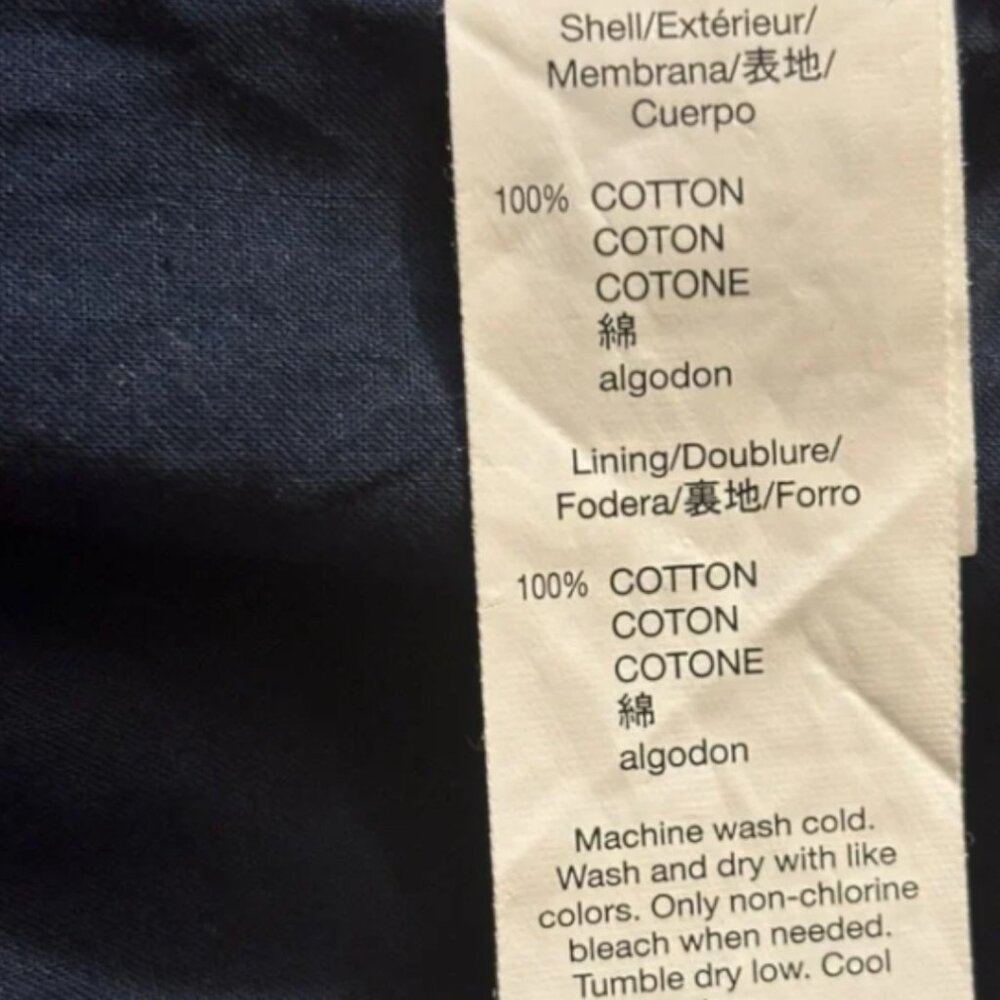 Shell/Extérieur/
Membrana/表地/
Cuerpo
100% COTTON
COTON
COTONE
綿
algodon
Lining/Doublure/
Fodera/裏地/Forro
100% COTTON
COTON
COTONE
綿
algodon
Machine wash cold.
Wash and dry with like
colors. Only non-chlorine
bleach when needed.
Tumble dry low. Cool